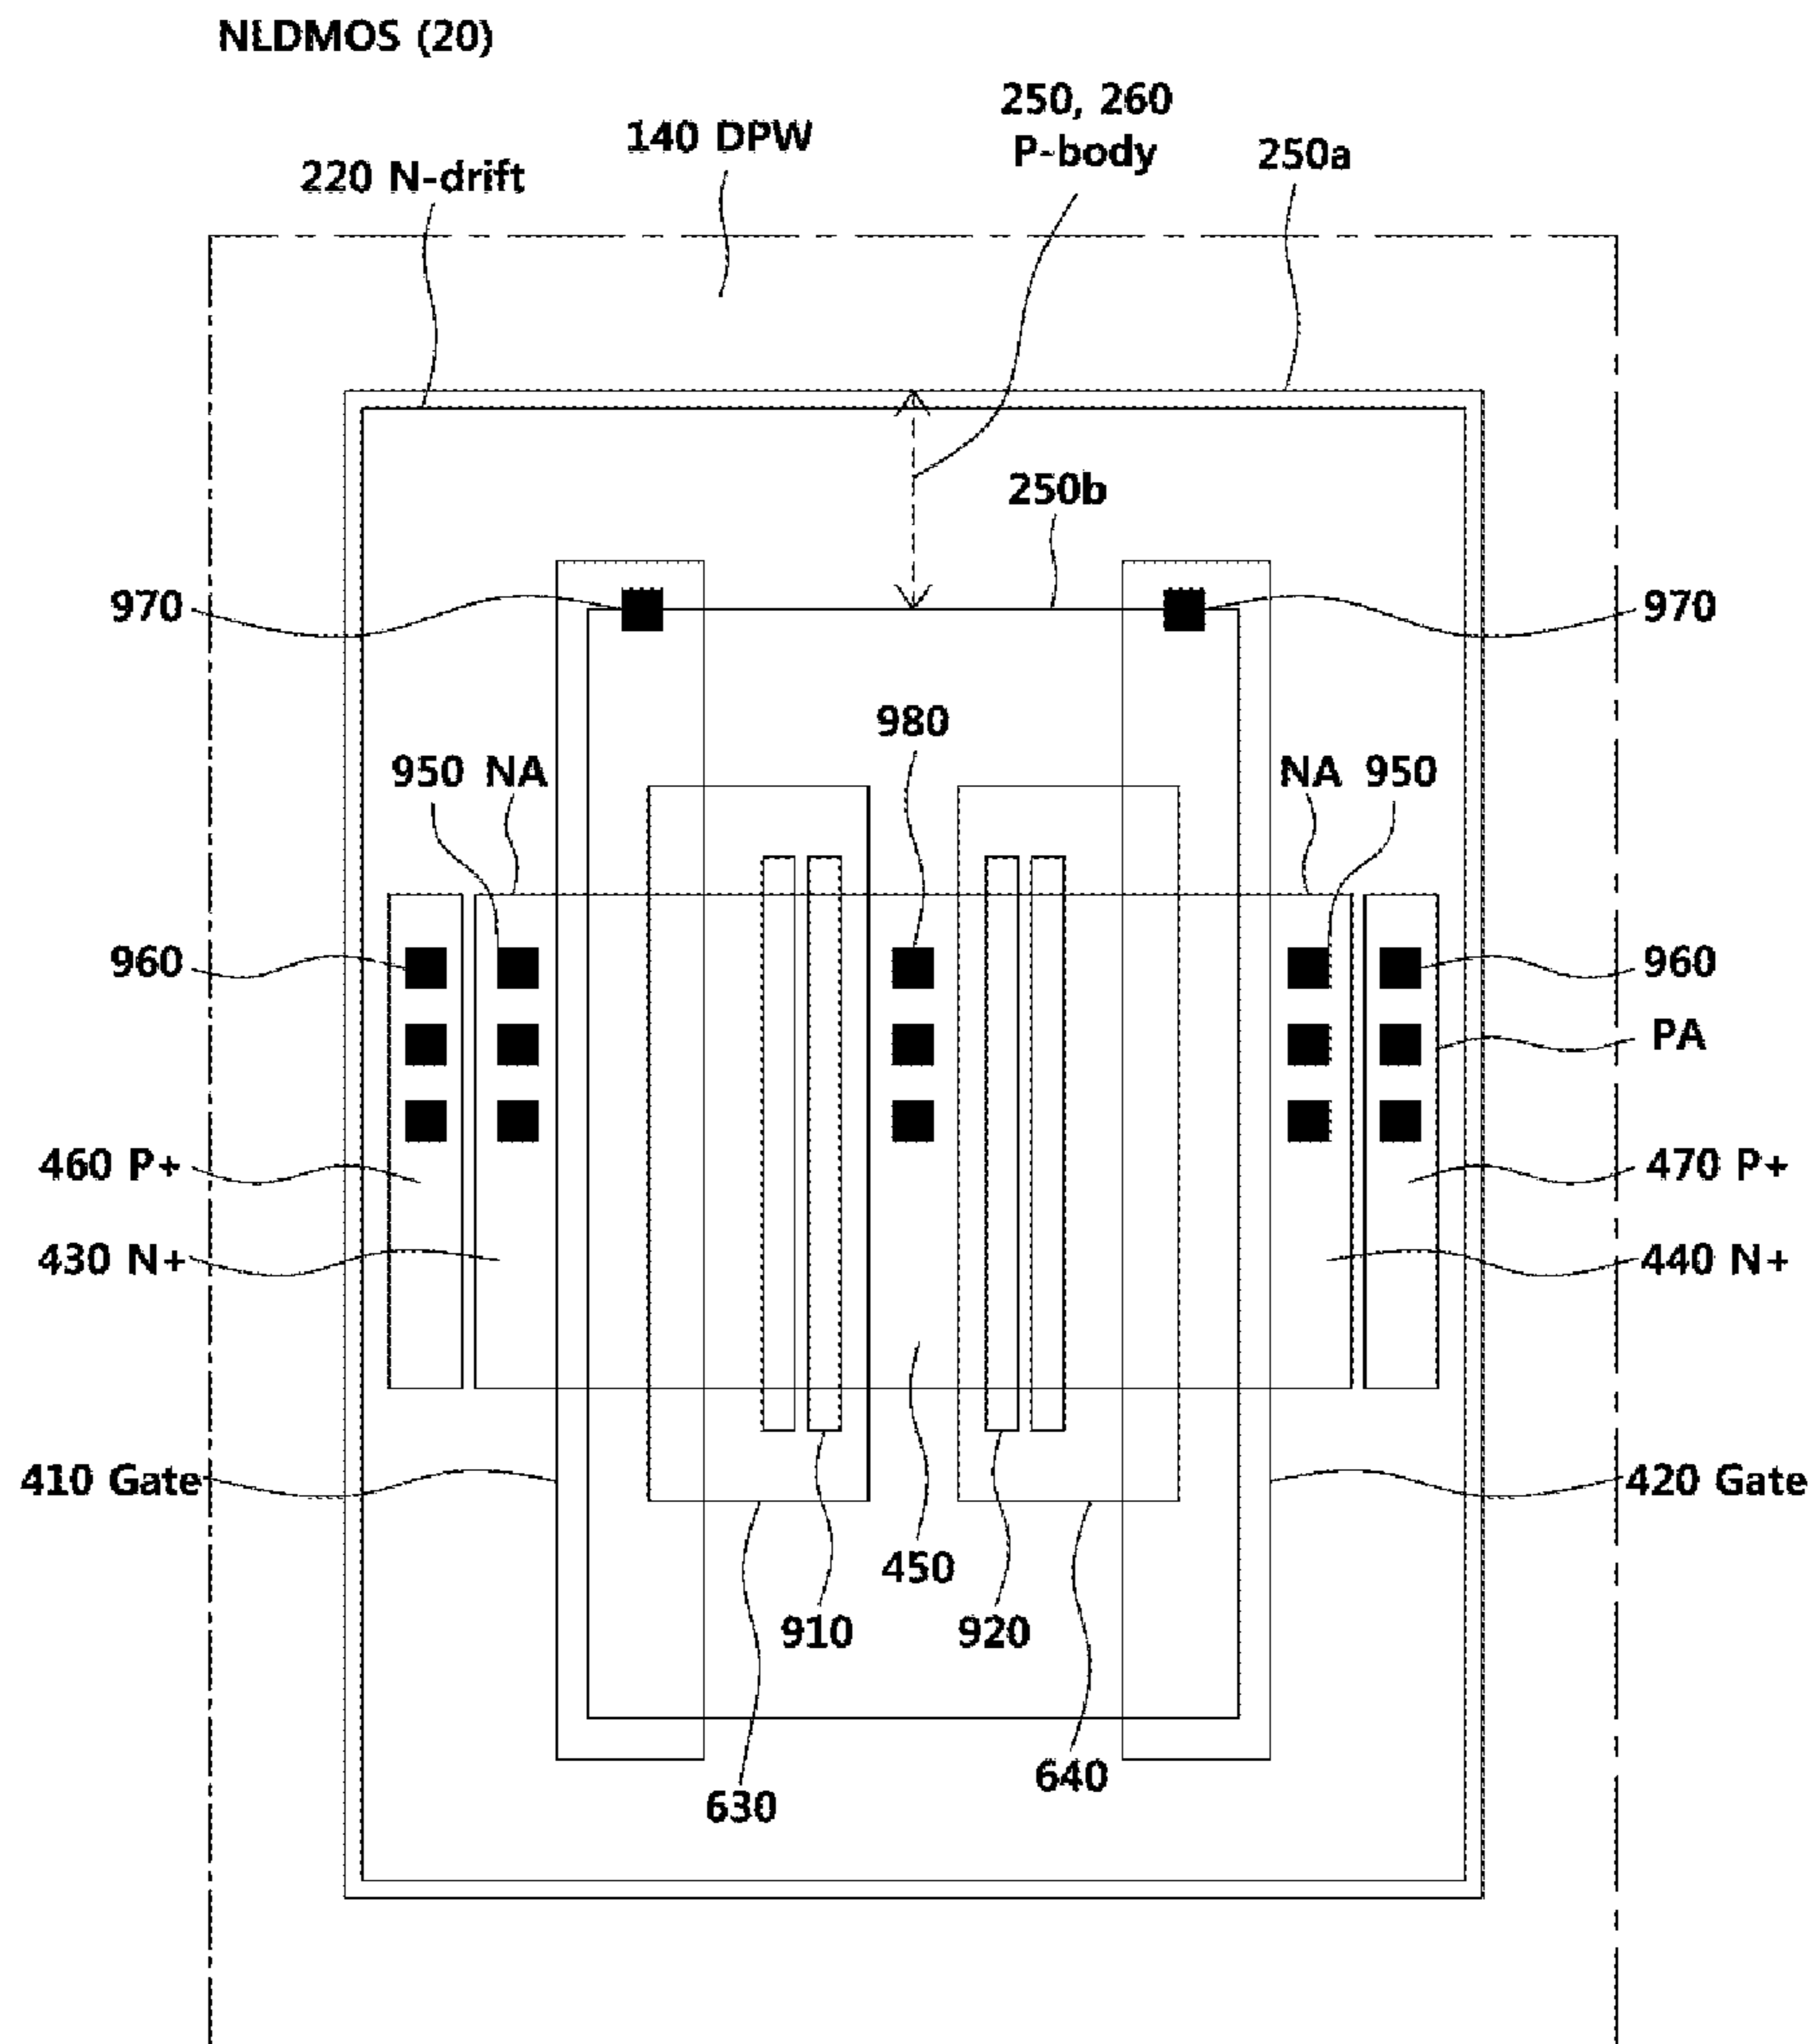 NLDMOS (20)
250, 260
P-body
140 DPW
250a
220 N-drift
250b
970
970
980
950 NA
NA 950
960
960
PA
460 P+
470 P+
430 N+
440 N+
410 Gate
420 Gate
450
910
920
640
630